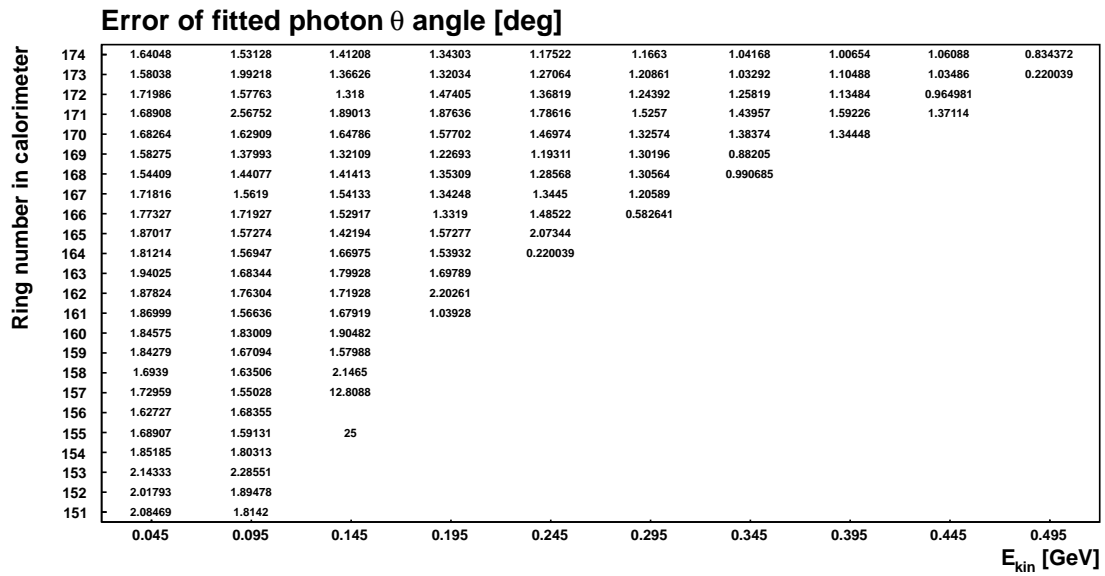 Error of fitted photon θ angle [deg]
Ring number in calorimeter
174 1.64048 1.53128 1.41208 1.34303 1.17522 1.1663 1.04168 1.00654 1.06088 0.834372
173 1.58038 1.99218 1.36626 1.32034 1.27064 1.20861 1.03292 1.10488 1.03486 0.220039
172 1.71986 1.57763 1.318 1.47405 1.36819 1.24392 1.25819 1.13484 0.964981
171 1.68908 2.56752 1.89013 1.87636 1.78616 1.5257 1.43957 1.59226 1.37114
170 1.68264 1.62909 1.64786 1.57702 1.46974 1.32574 1.38374 1.34448
169 1.58275 1.37993 1.32109 1.22693 1.19311 1.30196 0.88205
168 1.54409 1.44077 1.41413 1.35309 1.28568 1.30564 0.990685
167 1.71816 1.5619 1.54133 1.34248 1.3445 1.20589
166 1.77327 1.71927 1.52917 1.3319 1.48522 0.582641
165 1.87017 1.57274 1.42194 1.57277 2.07344
164 1.81214 1.56947 1.66975 1.53932 0.220039
163 1.94025 1.68344 1.79928 1.69789
162 1.87824 1.76304 1.71928 2.20261
161 1.86999 1.56636 1.67919 1.03928
160 1.84575 1.83009 1.90482
159 1.84279 1.67094 1.57988
158 1.6939 1.63506 2.1465
157 1.72959 1.55028 12.8088
156 1.62727 1.68355
155 1.68907 1.59131 25
154 1.85185 1.80313
153 2.14333 2.28551
152 2.01793 1.89478
151 2.08469 1.8142
0.045 0.095 0.145 0.195 0.245 0.295 0.345 0.395 0.445 0.495
E_kin [GeV]